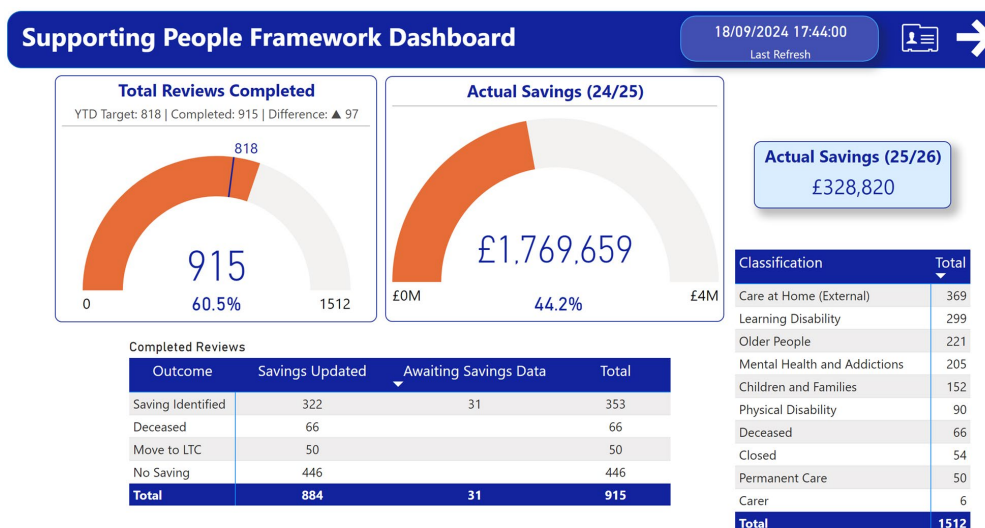 Supporting People Framework Dashboard
18/09/2024 17:44:00
Last Refresh
Total Reviews Completed
YTD Target: 818 | Completed: 915 | Difference: ▲ 97
818
915
0
60.5%
1512
Actual Savings (24/25)
£1,769,659
£0M
44.2%
£4M
Actual Savings (25/26)
£328,820
Completed Reviews
Outcome Savings Updated Awaiting Savings Data Total
Saving Identified 322 31 353
Deceased 66 66
Move to LTC 50 50
No Saving 446 446
Total 884 31 915
Classification Total
Care at Home (External) 369
Learning Disability 299
Older People 221
Mental Health and Addictions 205
Children and Families 152
Physical Disability 90
Deceased 66
Closed 54
Permanent Care 50
Carer 6
Total 1512